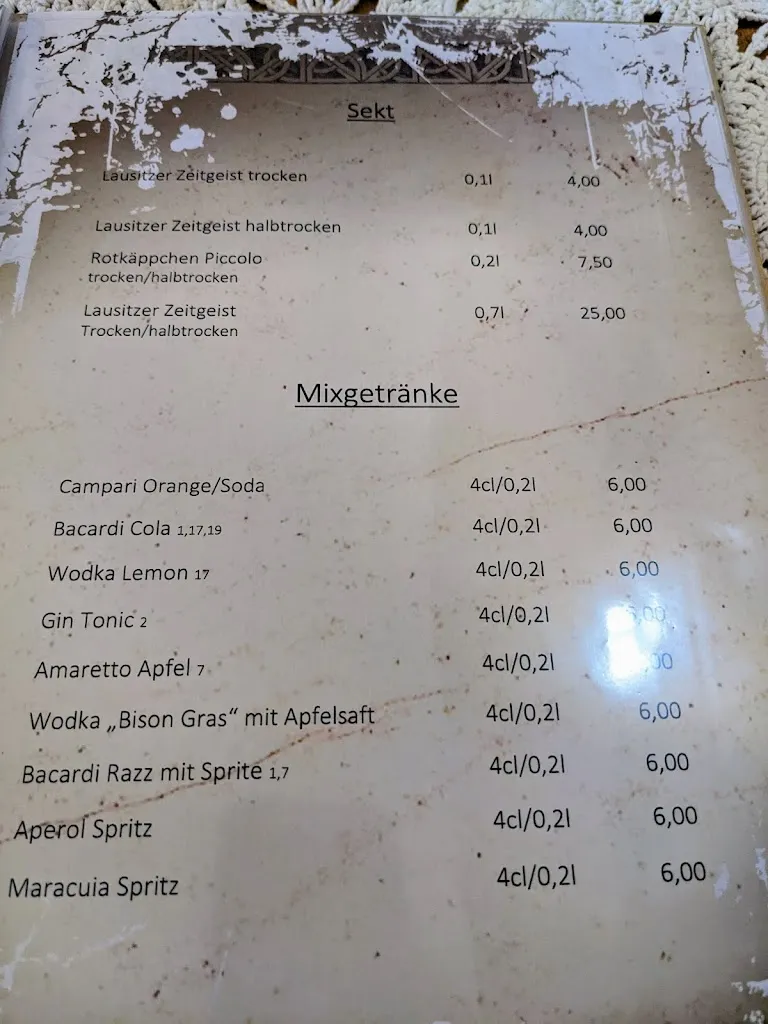 Sekt
Lausitzer Zeitgeist trocken 0,1l 4,00
Lausitzer Zeitgeist halbtrocken 0,1l 4,00
Rotkäppchen Piccolo 0,2l 7,50
trocken/halbtrocken
Lausitzer Zeitgeist 0,7l 25,00
Trocken/halbtrocken
Mixgetränke
Campari Orange/Soda 4cl/0,2l 6,00
Bacardi Cola 1,17,19 4cl/0,2l 6,00
Wodka Lemon 17 4cl/0,2l 6,00
Gin Tonic 2 4cl/0,2l
Amaretto Apfel 7 4cl/0,2l
Wodka „Bison Gras“ mit Apfelsaft 4cl/0,2l 6,00
Bacardi Razz mit Sprite 1,7 4cl/0,2l 6,00
Aperol Spritz 4cl/0,2l 6,00
Maracuia Spritz 4cl/0,2l 6,00